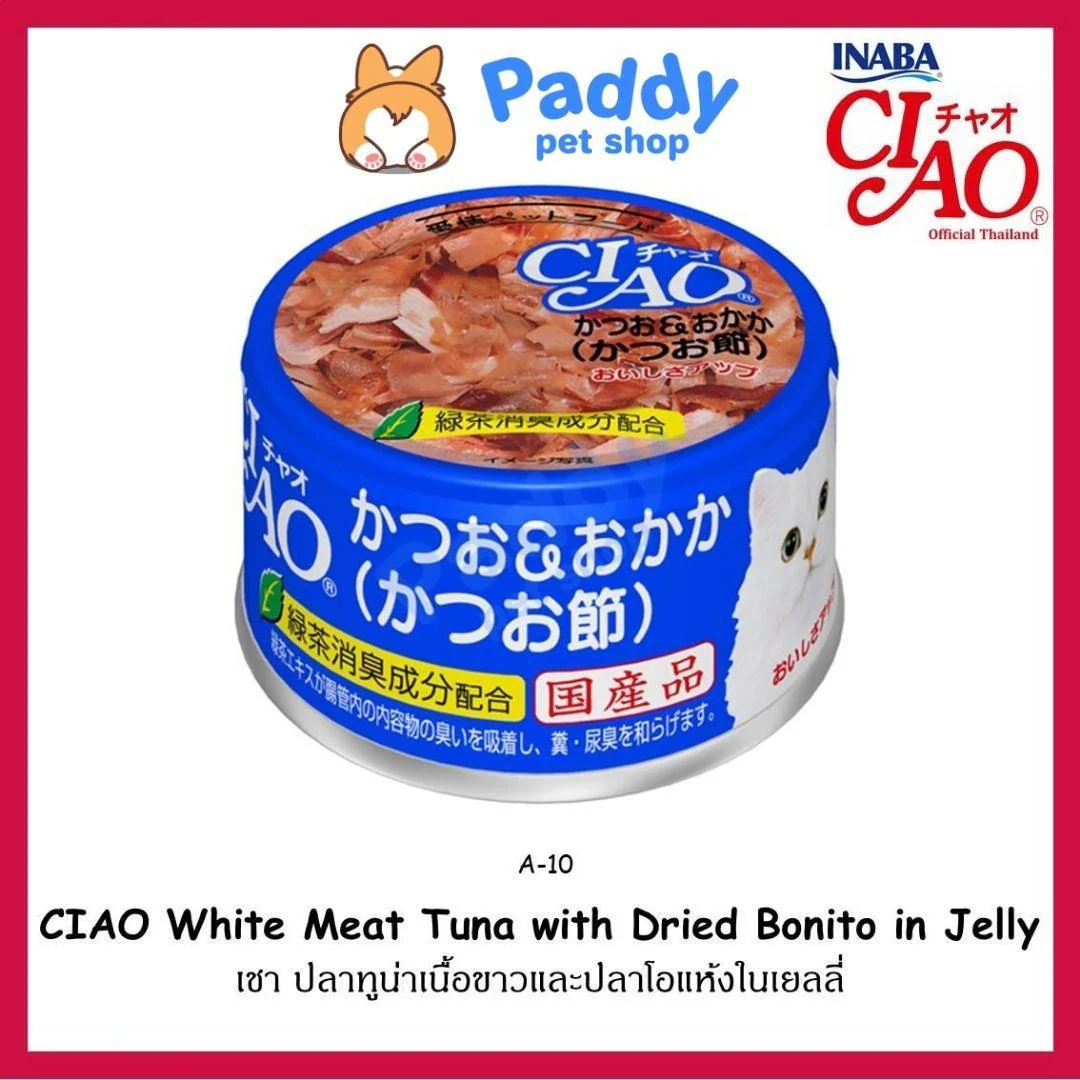 Paddy
pet shop
INABA
CIAO チャオ®
Official Thailand
愛情ペットフード
CIAO チャオ®
かつお&おかか
(かつお節)
おいしさアップ
緑茶消臭成分配合
イメージ写真
CIAO チャオ®
かつお&おかか
(かつお節)
緑茶消臭成分配合
国産品
緑茶エキスが腸管内の内容物の臭いを吸着し、糞・尿臭を和らげます。
おいしさアップ
A-10
CIAO White Meat Tuna with Dried Bonito in Jelly
เชา ปลาทูน่าเนื้อขาวและปลาโอแห้งในเยลลี่